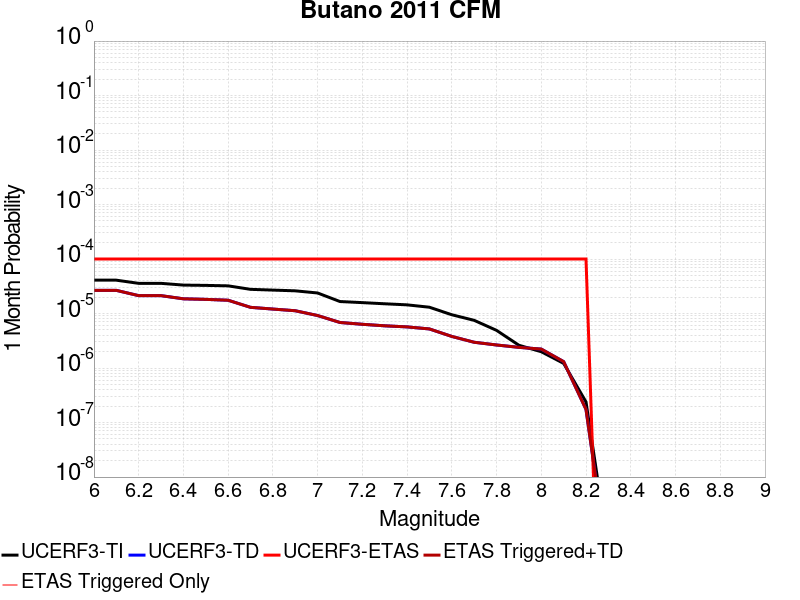 Butano 2011 CFM
10^0
10^-1
10^-2
10^-3
10^-4
10^-5
10^-6
10^-7
10^-8
1 Month Probability
6 6.2 6.4 6.6 6.8 7 7.2 7.4 7.6 7.8 8 8.2 8.4 8.6 8.8 9
Magnitude
UCERF3-TI UCERF3-TD UCERF3-ETAS ETAS Triggered+TD
ETAS Triggered Only